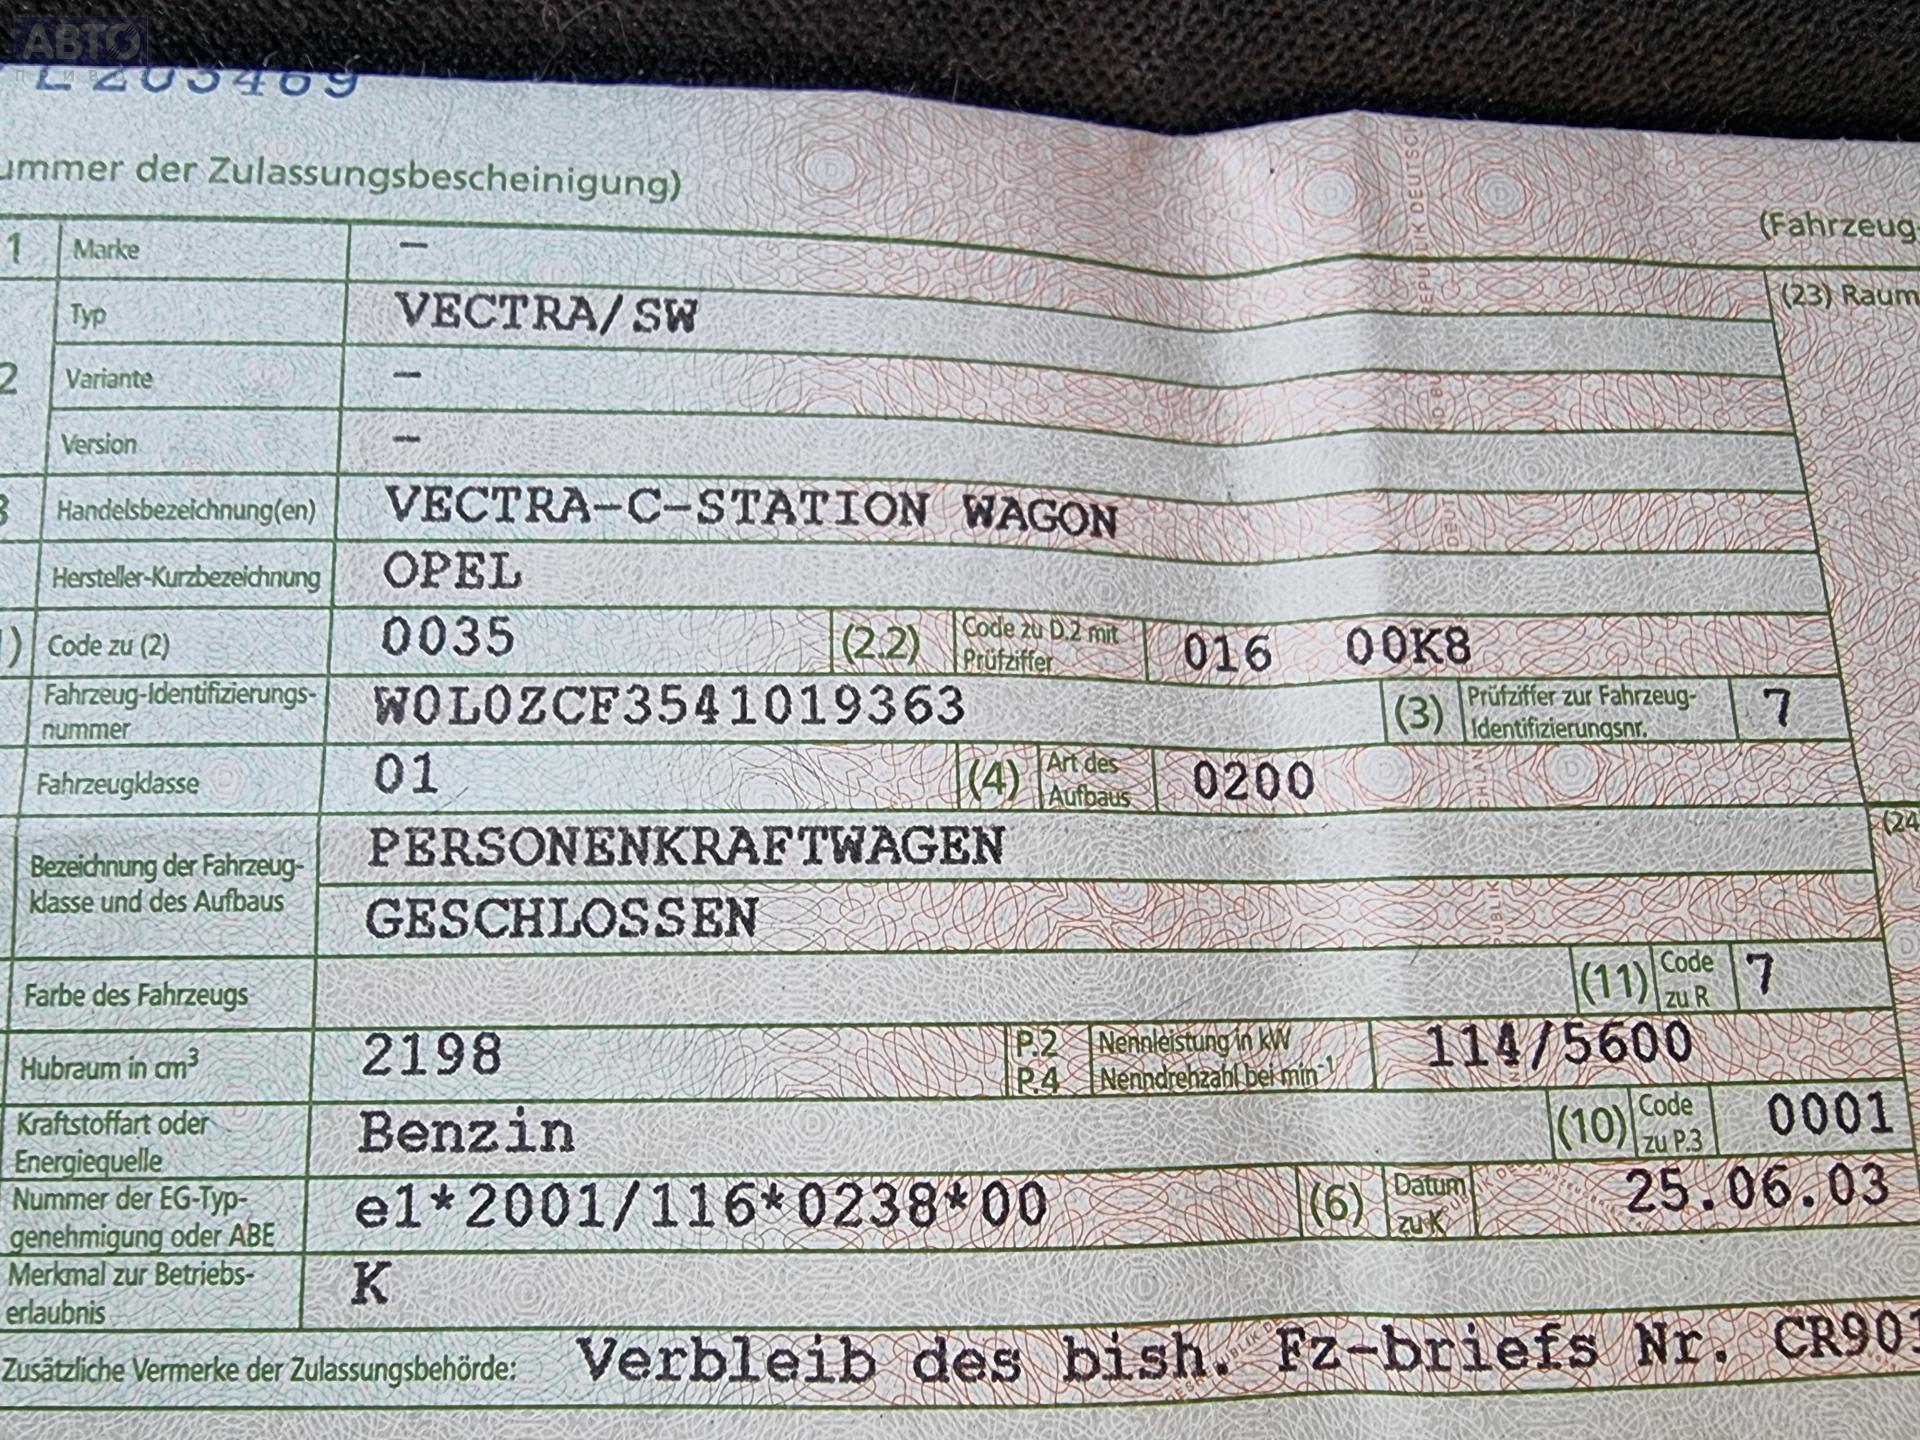 АВТО
ПРИВОЗ
ummer der Zulassungsbescheinigung)
(Fahrzeug-
1 Marke –
(23) Raum
Typ VECTRA/SW
2 Variante –
Version –
Handelsbezeichnung(en) VECTRA-C-STATION WAGON
Hersteller-Kurzbezeichnung OPEL
Code zu (2) 0035 (2.2) Code zu D.2 mit Prüfziffer 016 00K8
Fahrzeug-Identifizierungs-
nummer W0L0ZCF3541019363 (3) Prüfziffer zur Fahrzeug-
Identifizierungsnr. 7
Fahrzeugklasse 01 (4) Art des Aufbaus 0200
(24
Bezeichnung der Fahrzeug- PERSONENKRAFTWAGEN
klasse und des Aufbaus GESCHLOSSEN
Farbe des Fahrzeugs (11) Code zu R 7
Hubraum in cm³ 2198 P.2 Nennleistung in kW 114/5600
P.4 Nenndrehzahl bei min-1
Kraftstoffart oder
Energiequelle Benzin (10) Code zu P.3 0001
Nummer der EG-Typ-
genehmigung oder ABE e1*2001/116*0238*00 (6) Datum zu K 25.06.03
Merkmal zur Betriebs-
erlaubnis K
Zusätzliche Vermerke der Zulassungsbehörde: Verbleib des bish. Fz-briefs Nr. CR90